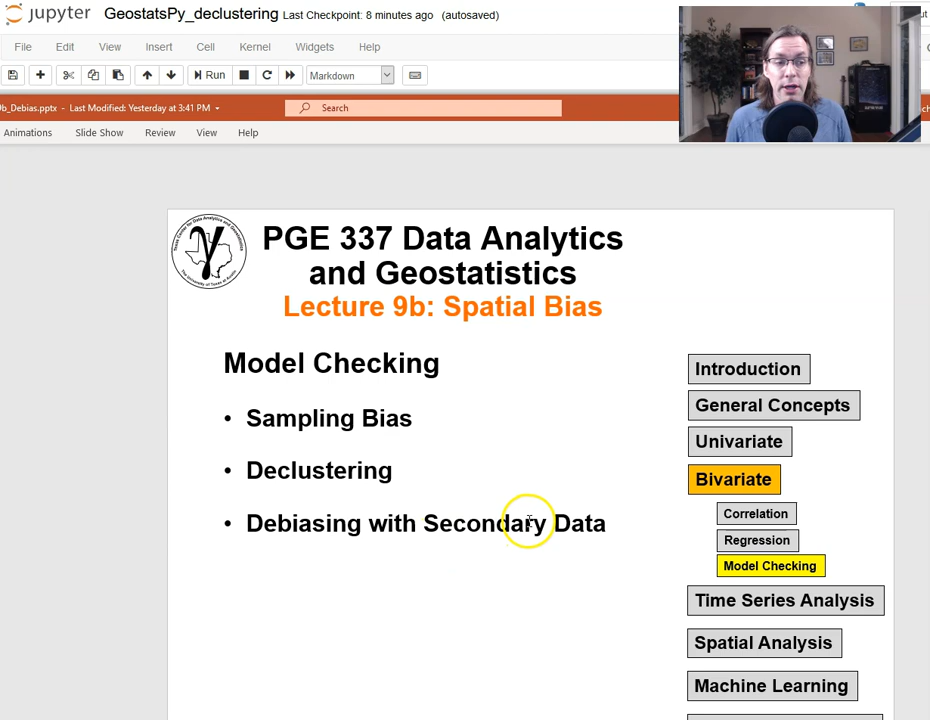 jupyter GeostatsPy_declustering Last Checkpoint: 8 minutes ago (autosaved)
File Edit View Insert Cell Kernel Widgets Help
Run Markdown
9b_Debias.pptx - Last Modified: Yesterday at 3:41 PM Search
Animations Slide Show Review View Help
PGE 337 Data Analytics
and Geostatistics
Lecture 9b: Spatial Bias
Model Checking
• Sampling Bias
• Declustering
• Debiasing with Secondary Data
Introduction
General Concepts
Univariate
Bivariate
Correlation
Regression
Model Checking
Time Series Analysis
Spatial Analysis
Machine Learning